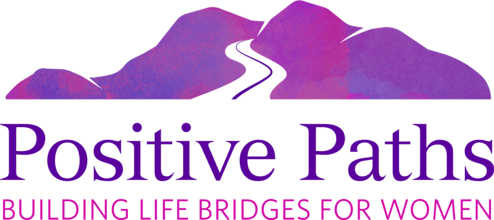 Positive Paths
BUILDING LIFE BRIDGES FOR WOMEN